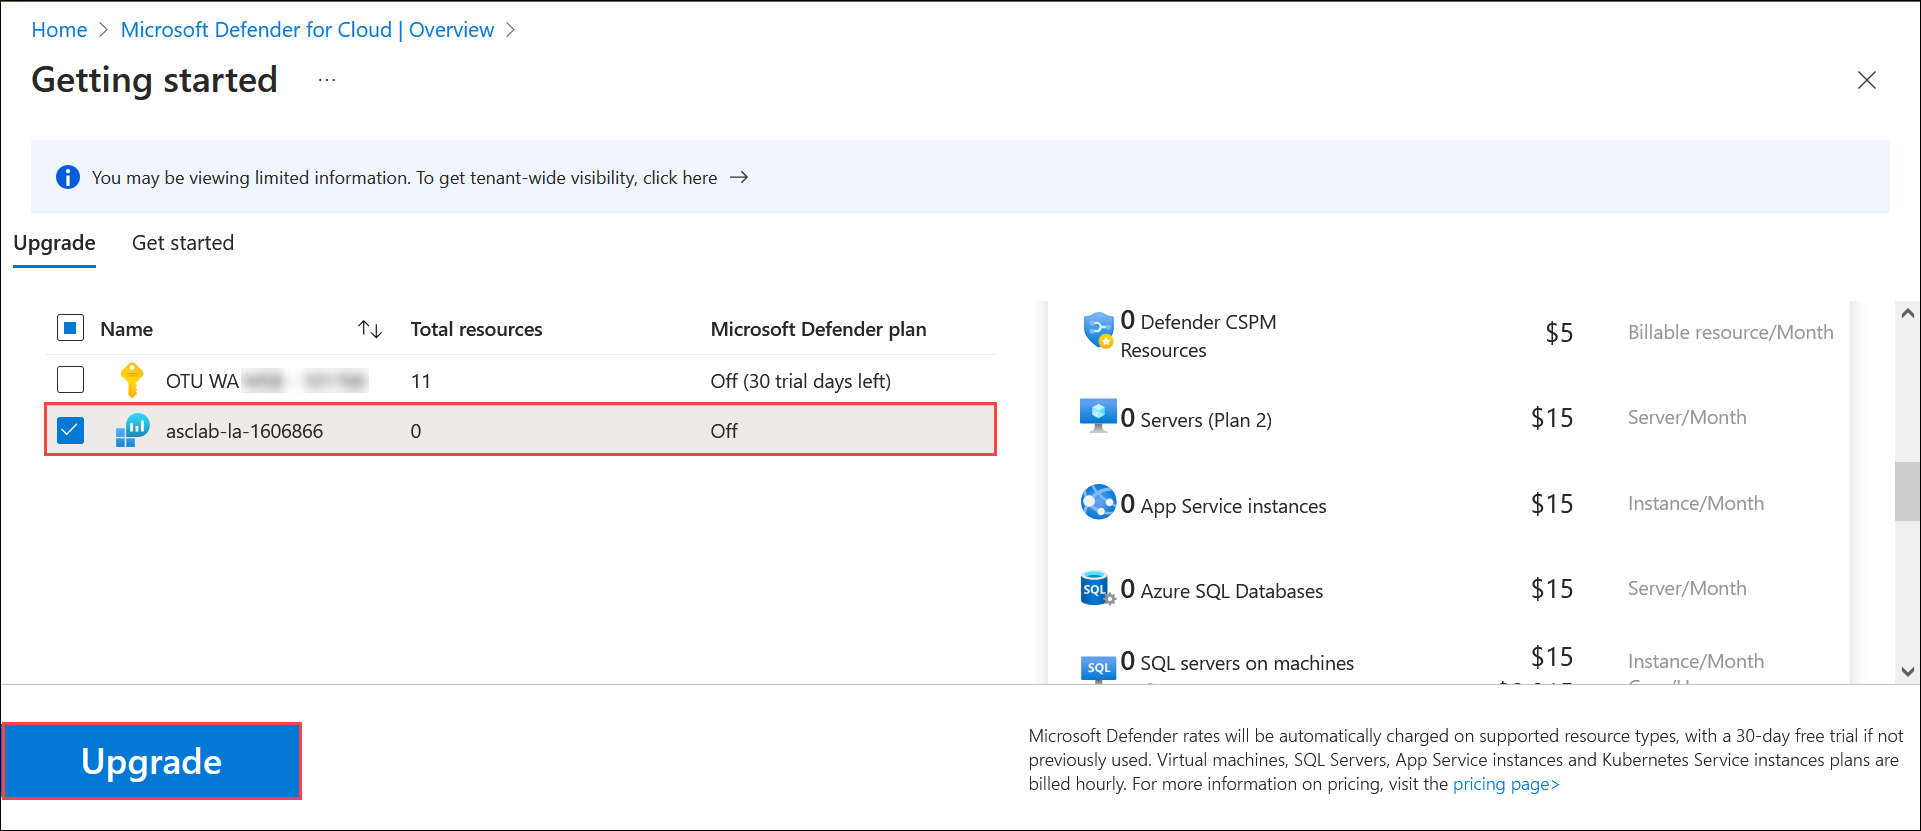 Home > Microsoft Defender for Cloud | Overview >
Getting started ...
You may be viewing limited information. To get tenant-wide visibility, click here →
Upgrade Get started
Name ↑↓ Total resources Microsoft Defender plan
OTU WA 11 Off (30 trial days left)
asclab-la-1606866 0 Off
0 Defender CSPM
Resources
$5 Billable resource/Month
0 Servers (Plan 2) $15 Server/Month
0 App Service instances $15 Instance/Month
SQL 0 Azure SQL Databases $15 Server/Month
SQL 0 SQL servers on machines $15 Instance/Month
Upgrade
Microsoft Defender rates will be automatically charged on supported resource types, with a 30-day free trial if not
previously used. Virtual machines, SQL Servers, App Service instances and Kubernetes Service instances plans are
billed hourly. For more information on pricing, visit the pricing page>